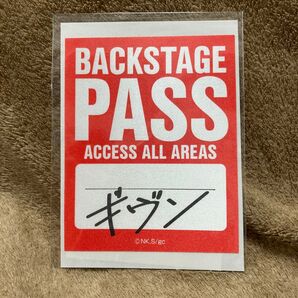 BACKSTAGE
PASS
ACCESS ALL AREAS
ギヴン
©NK,S/gc